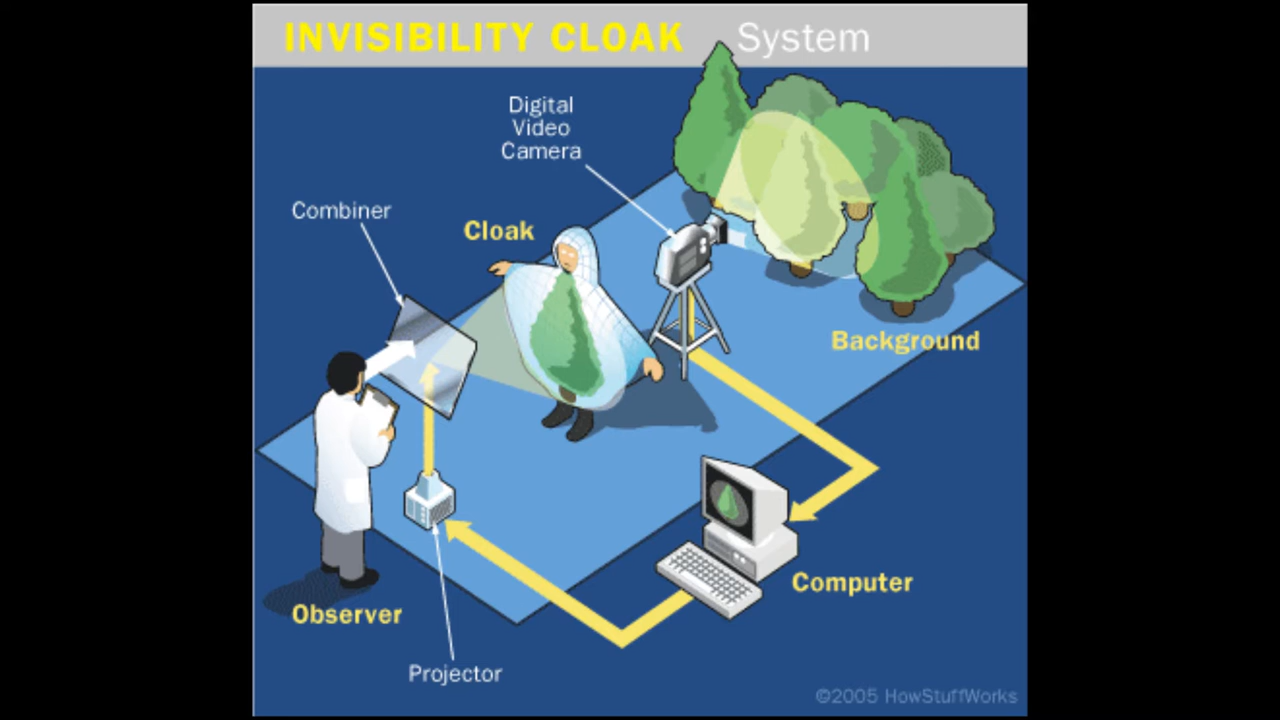 INVISIBILITY CLOAK System
Digital
Video
Camera
Combiner
Cloak
Background
Computer
Observer
Projector
©2005 HowStuffWorks